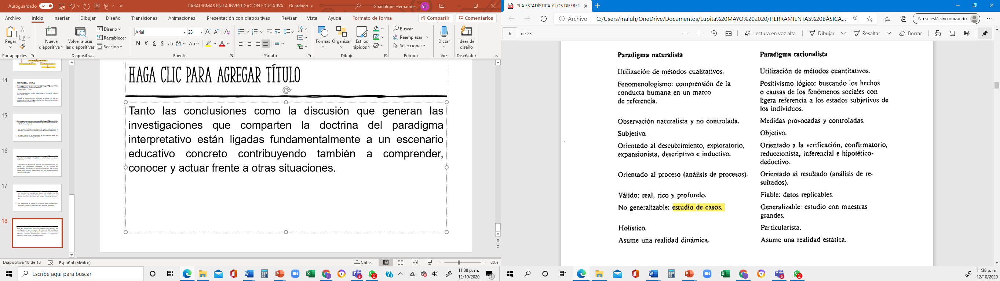 Autoguardado
PARADIGMAS EN LA INVESTIGACIÓN EDUCATIVA - Guardado
Guadalupe Hernández GH
Archivo Inicio Insertar Dibujar Diseño Transiciones Animaciones Presentación con diapositivas Revisar Vista Ayuda Formato de forma Compartir Comentarios
Pegar
Nueva diapositiva
Volver a usar las diapositivas
Diseño
Restablecer
Sección
Arial 28
N K S S ab AV Aa A
Formas Organizar Estilos rápidos
Buscar
Reemplazar
Seleccionar
Dictar
Ideas de diseño
Portapapeles Diapositivas Fuente Párrafo Dibujo Edición Voz Diseñador
14
NATURALISTA
15
16
17
18
HAGA CLIC PARA AGREGAR TÍTULO
Tanto las conclusiones como la discusión que generan las
investigaciones que comparten la doctrina del paradigma
interpretativo están ligadas fundamentalmente a un escenario
educativo concreto contribuyendo también a comprender,
conocer y actuar frente a otras situaciones.
Diapositiva 18 de 18 Español (México) Notas 80%
Escribe aquí para buscar
5 2
11:38 p. m.
12/10/2020
1
*LA ESTADÍSTICA Y LOS DIFEREN
Archivo C:/Users/maluh/OneDrive/Documentos/Lupita%20MAYO%202020/HERRAMIENTAS%20BÁSICA... No se está sincronizando
6 de 23 Lectura en voz alta Dibujar Resaltar Borrar
Paradigma naturalista
Utilización de métodos cualitativos.
Fenomenologismo: comprensión de la
conducta humana en un marco
de referencia.
Observación naturalista y no controlada.
Subjetivo.
Orientado al descubrimiento, exploratorio,
expansionista, descriptivo e inductivo.
Orientado al proceso (análisis de procesos).
Válido: real, rico y profundo.
No generalizable: estudio de casos.
Holístico.
Asume una realidad dinámica.
Paradigma racionalista
Utilización de métodos cuantitativos.
Positivismo lógico: buscando los hechos
o causas de los fenómenos sociales con
ligera referencia a los estados subjetivos de
los individuos.
Medidas provocadas y controladas.
Objetivo.
Orientado a la verificación, confirmatorio,
reduccionista, inferencial e hipotético-
deductivo.
Orientado al resultado (análisis de re-
sultados).
Fiable: datos replicables.
Generalizable: estudio con muestras
grandes.
Particularista.
Asume una realidad estática.
5 2
11:38 p. m.
12/10/2020